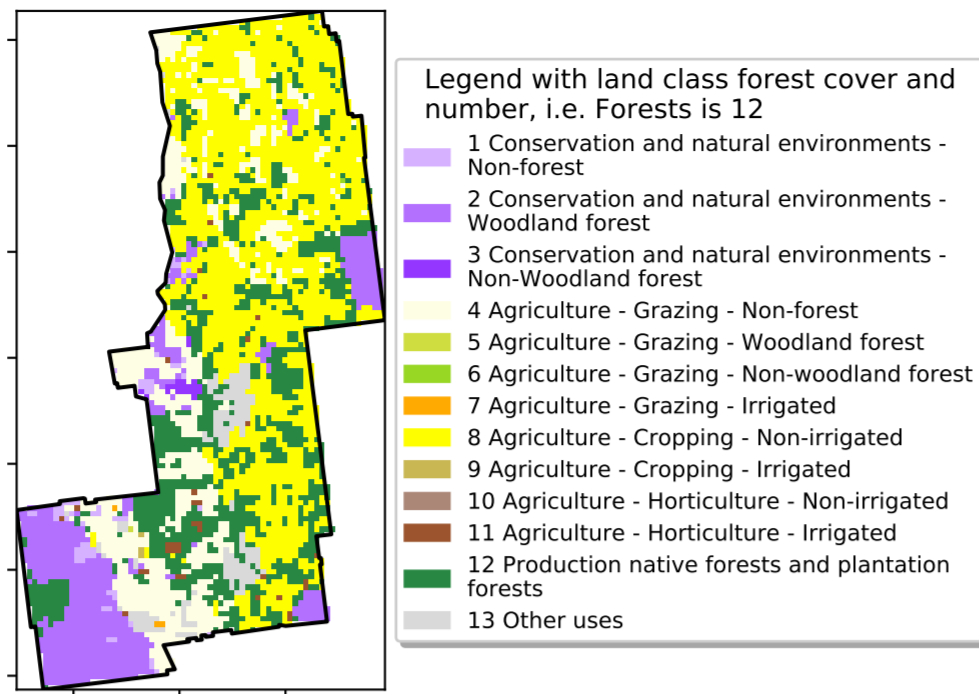 Legend with land class forest cover and
number, i.e. Forests is 12
1 Conservation and natural environments -
Non-forest
2 Conservation and natural environments -
Woodland forest
3 Conservation and natural environments -
Non-Woodland forest
4 Agriculture - Grazing - Non-forest
5 Agriculture - Grazing - Woodland forest
6 Agriculture - Grazing - Non-woodland forest
7 Agriculture - Grazing - Irrigated
8 Agriculture - Cropping - Non-irrigated
9 Agriculture - Cropping - Irrigated
10 Agriculture - Horticulture - Non-irrigated
11 Agriculture - Horticulture - Irrigated
12 Production native forests and plantation
forests
13 Other uses